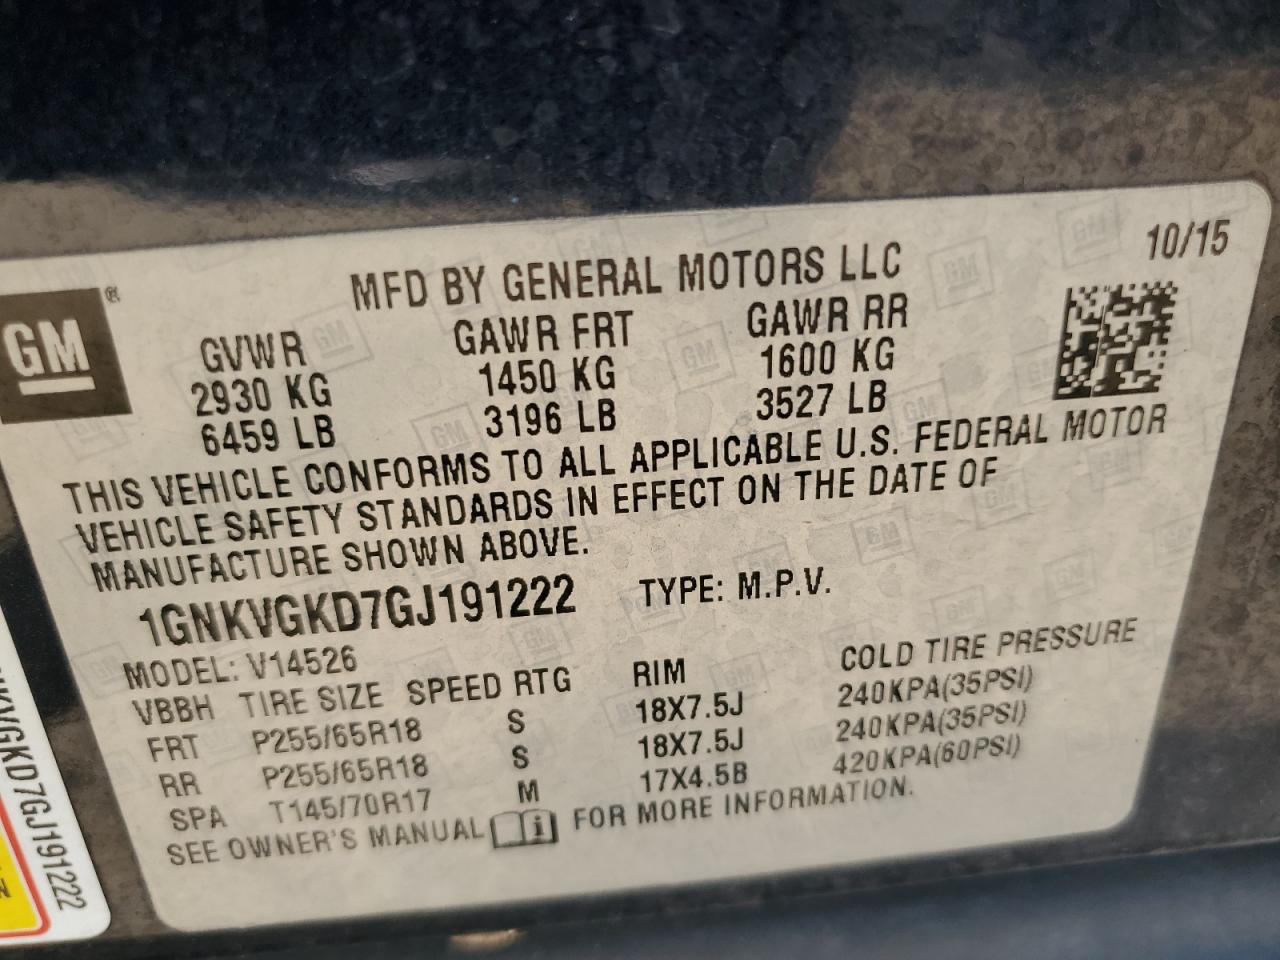 10/15
MFD BY GENERAL MOTORS LLC
GM®
GVWR GAWR FRT GAWR RR
2930 KG 1450 KG 1600 KG
6459 LB 3196 LB 3527 LB
THIS VEHICLE CONFORMS TO ALL APPLICABLE U.S. FEDERAL MOTOR
VEHICLE SAFETY STANDARDS IN EFFECT ON THE DATE OF
MANUFACTURE SHOWN ABOVE.
1GNKVGKD7GJ191222 TYPE: M.P.V.
MODEL: V14526
VBBH TIRE SIZE SPEED RTG RIM COLD TIRE PRESSURE
FRT P255/65R18 S 18X7.5J 240KPA(35PSI)
RR P255/65R18 S 18X7.5J 240KPA(35PSI)
SPA T145/70R17 M 17X4.5B 420KPA(60PSI)
SEE OWNER'S MANUAL i FOR MORE INFORMATION.
KVGKD7GJ191222